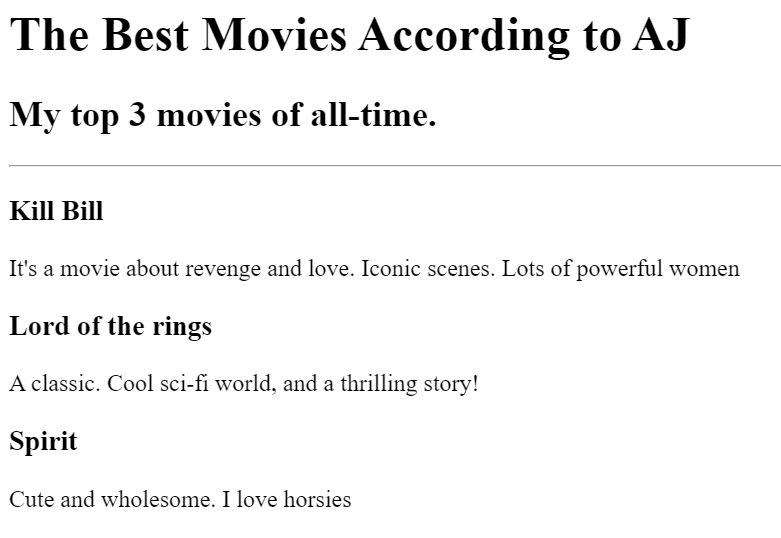 The Best Movies According to AJ
My top 3 movies of all-time.
Kill Bill
It's a movie about revenge and love. Iconic scenes. Lots of powerful women
Lord of the rings
A classic. Cool sci-fi world, and a thrilling story!
Spirit
Cute and wholesome. I love horsies